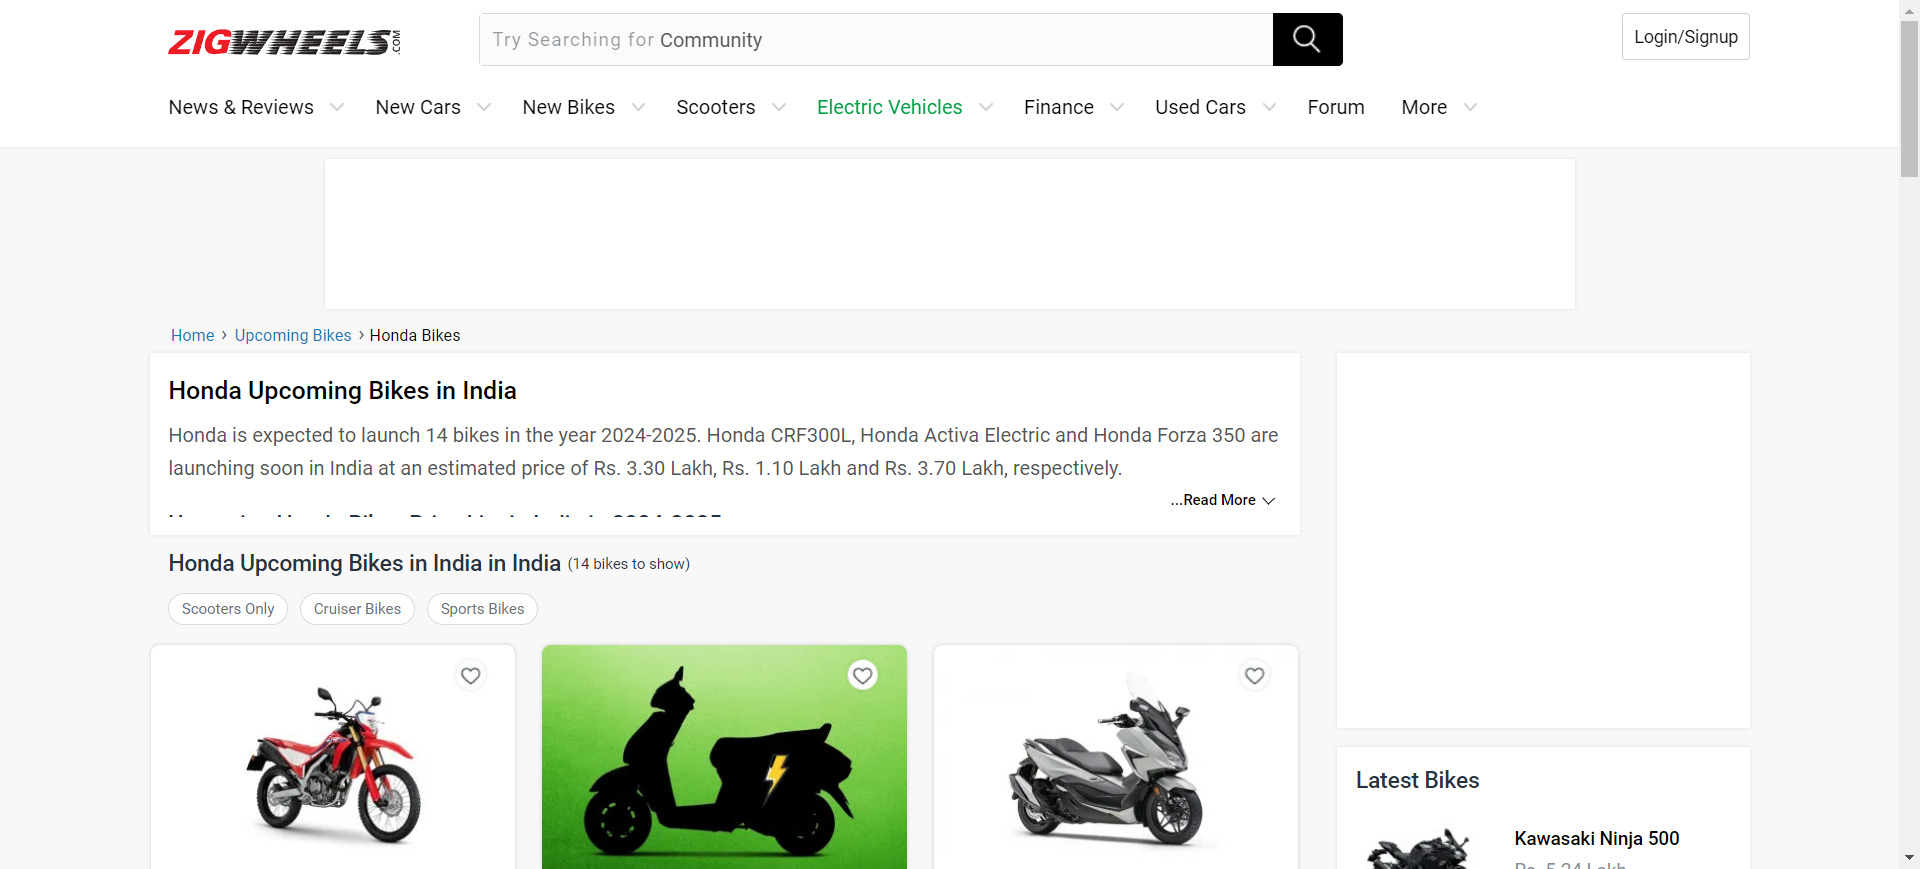 ZIGWHEELS.COM
Try Searching for Community
Login/Signup
News & Reviews New Cars New Bikes Scooters Electric Vehicles Finance Used Cars Forum More
Home › Upcoming Bikes › Honda Bikes
Honda Upcoming Bikes in India
Honda is expected to launch 14 bikes in the year 2024-2025. Honda CRF300L, Honda Activa Electric and Honda Forza 350 are
launching soon in India at an estimated price of Rs. 3.30 Lakh, Rs. 1.10 Lakh and Rs. 3.70 Lakh, respectively.
...Read More
Honda Upcoming Bikes in India in India (14 bikes to show)
Scooters Only Cruiser Bikes Sports Bikes
Latest Bikes
Kawasaki Ninja 500
Rs. 5.24 Lakh